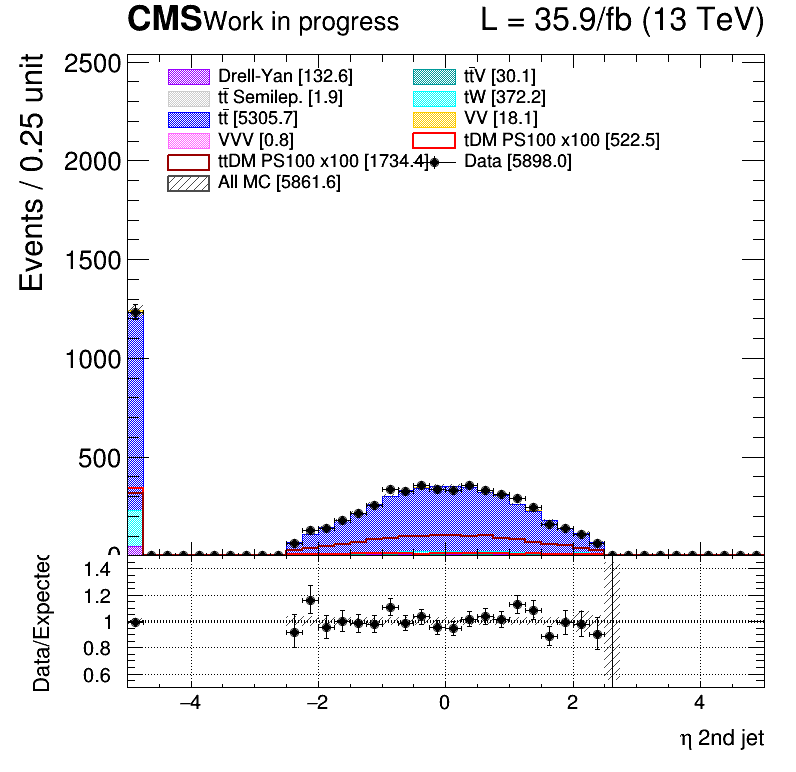 CMS Work in progress L = 35.9/fb (13 TeV)
Drell-Yan [132.6] tt̄V [30.1]
tt̄ Semilep. [1.9] tW [372.2]
tt̄ [5305.7] VV [18.1]
VVV [0.8] tDM PS100 x100 [522.5]
ttDM PS100 x100 [1734.4] Data [5898.0]
All MC [5861.6]
Events / 0.25 unit
2500
2000
1500
1000
500
0
Data/Expected
1.4
1.2
1
0.8
0.6
−4 −2 0 2 4
η 2nd jet